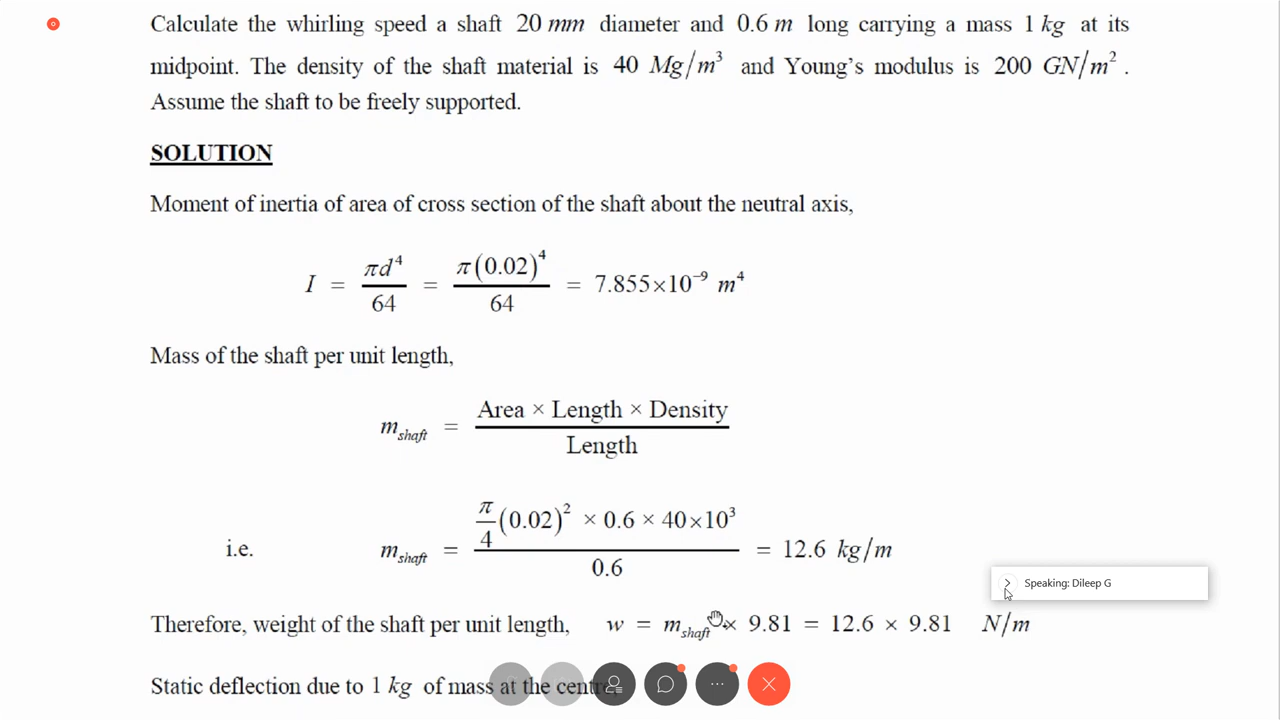 Calculate the whirling speed a shaft 20 mm diameter and 0.6 m long carrying a mass 1 kg at its
midpoint. The density of the shaft material is 40 Mg/m³ and Young's modulus is 200 GN/m² .
Assume the shaft to be freely supported.
SOLUTION
Moment of inertia of area of cross section of the shaft about the neutral axis,
I = πd⁴/64 = π(0.02)⁴/64 = 7.855×10⁻⁹ m⁴
Mass of the shaft per unit length,
m_shaft = Area × Length × Density / Length
i.e. m_shaft = π/4 (0.02)² × 0.6 × 40×10³ / 0.6 = 12.6 kg/m
Speaking: Dileep G
Therefore, weight of the shaft per unit length, w = m_shaft × 9.81 = 12.6 × 9.81 N/m
Static deflection due to 1 kg of mass at the centre,